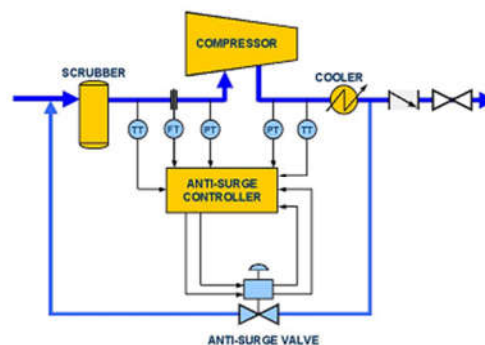 COMPRESSOR
SCRUBBER
COOLER
TT
FT
PT
PT
TT
ANTI-SURGE
CONTROLLER
ANTI-SURGE VALVE